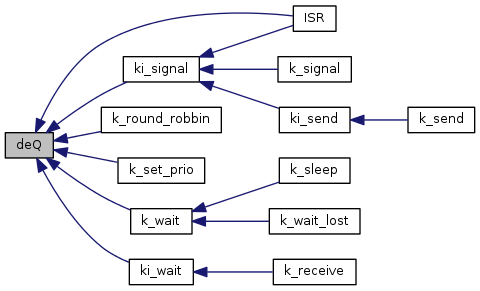 ISR
ki_signal
k_signal
k_round_robbin
ki_send
k_send
deQ
k_set_prio
k_sleep
k_wait
k_wait_lost
ki_wait
k_receive